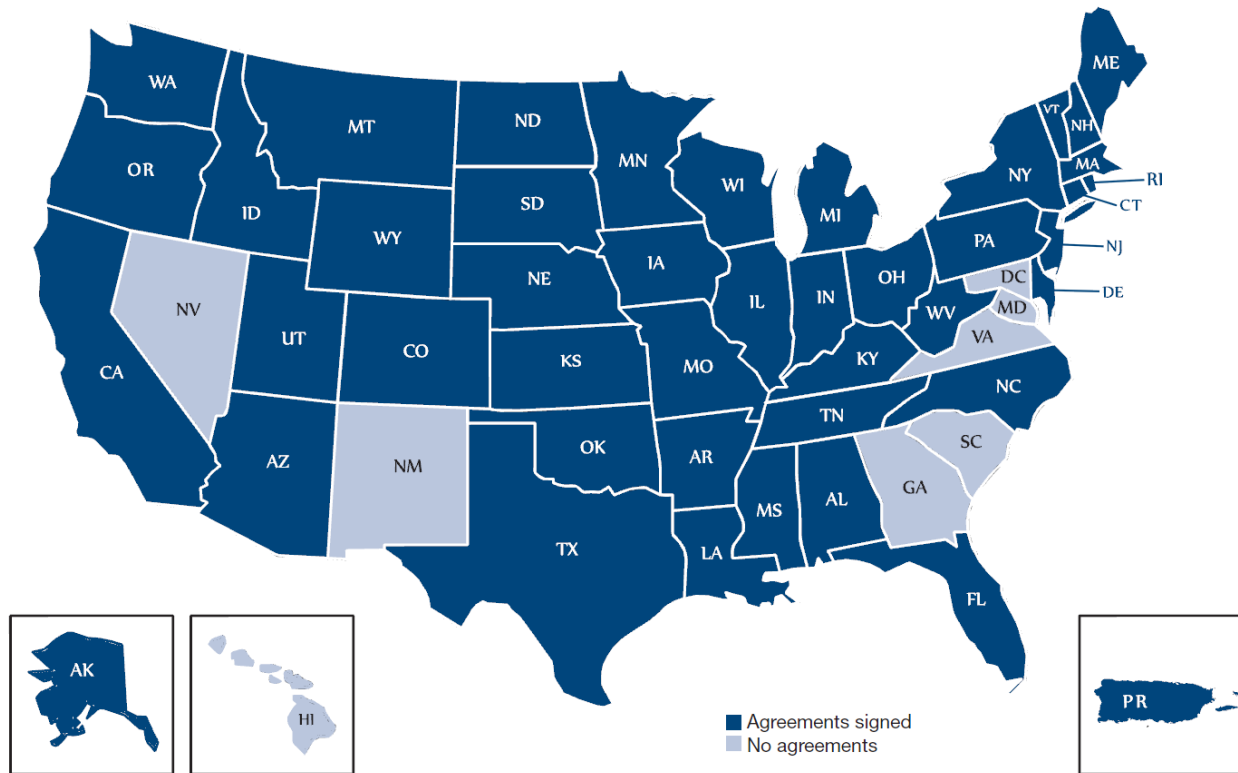 WA
MT
ND
MN
ME
VT
NH
OR
ID
WY
SD
WI
MI
NY
MA
RI
CT
NE
IA
PA
NJ
NV
UT
CO
KS
MO
IL
IN
OH
WV
DC
MD
DE
CA
KY
VA
AZ
NM
OK
AR
TN
NC
SC
TX
LA
MS
AL
GA
FL
AK
HI
PR
Agreements signed
No agreements